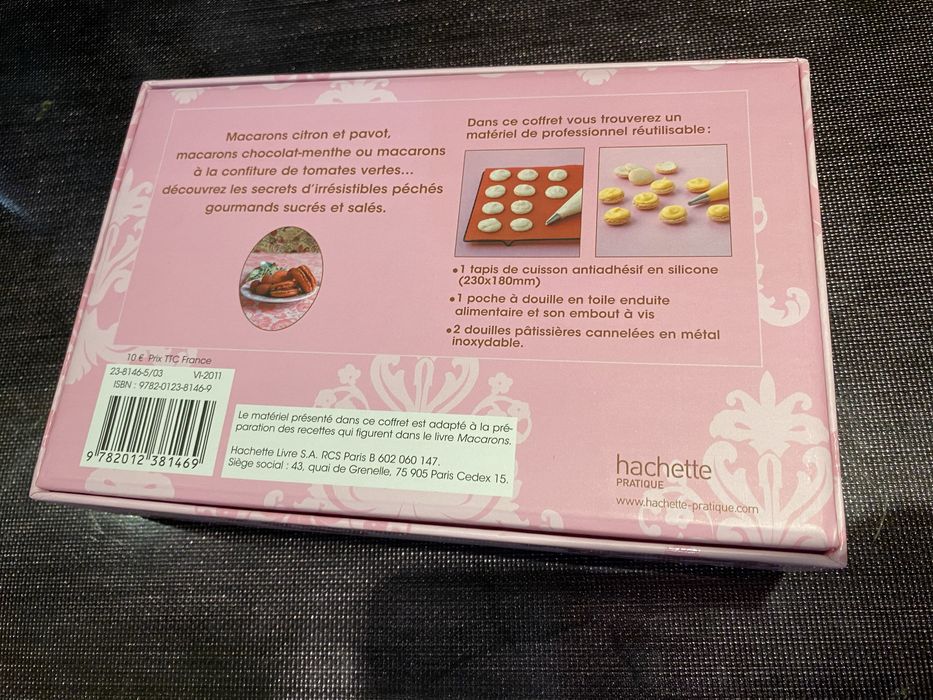 Macarons citron et pavot,
macarons chocolat-menthe ou macarons
à la confiture de tomates vertes...
découvrez les secrets d'irrésistibles péchés
gourmands sucrés et salés.
Dans ce coffret vous trouverez un
matériel de professionnel réutilisable :
• 1 tapis de cuisson antiadhésif en silicone
(230x180mm)
• 1 poche à douille en toile enduite
alimentaire et son embout à vis
• 2 douilles pâtissières cannelées en métal
inoxydable.
10 € Prix TTC France
23-8146-5/03 VI-2011
ISBN : 9782-0123-8146-9
9 782012 381469
Le matériel présenté dans ce coffret est adapté à la pré-
paration des recettes qui figurent dans le livre Macarons.
Hachette Livre S.A. RCS Paris B 602 060 147.
Siège social : 43, quai de Grenelle, 75 905 Paris Cedex 15.
hachette
PRATIQUE
www.hachette-pratique.com